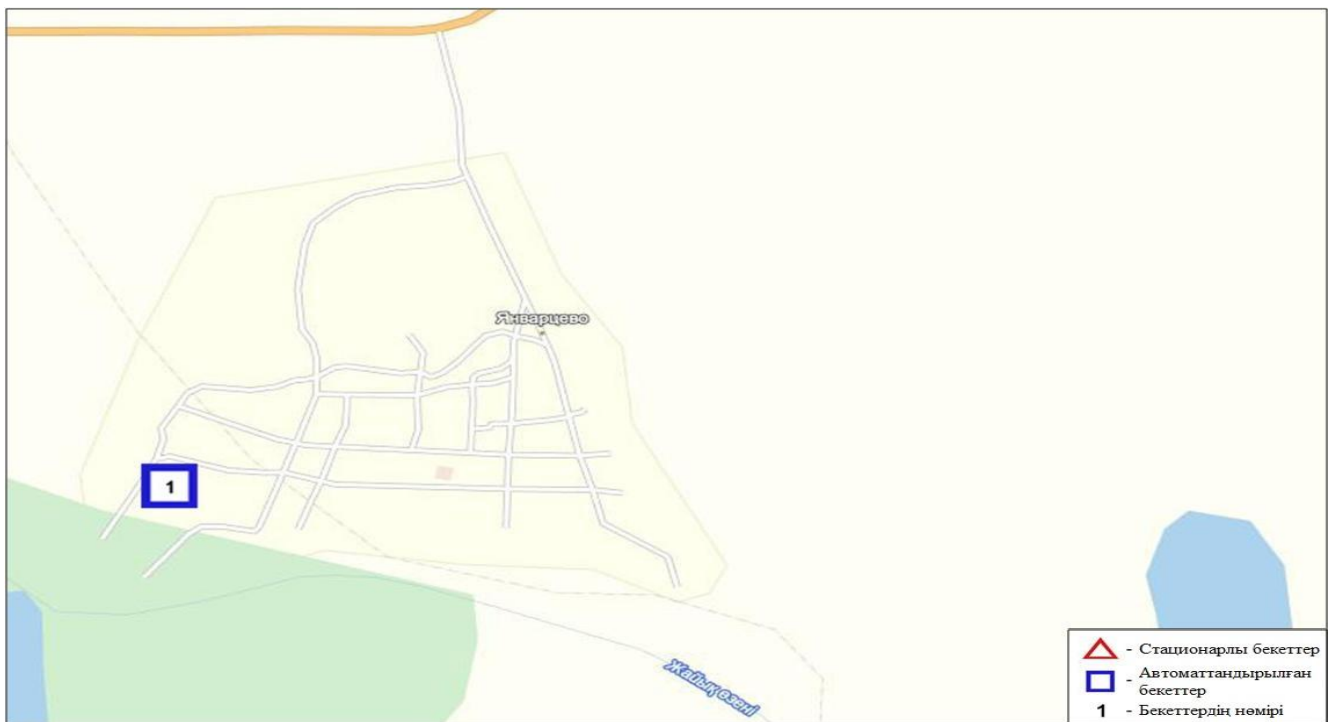 Январцево
1
Жайық өзені
- Стационарлы бекеттер
- Автоматтандырылған
бекеттер
1 - Бекеттердің нөмірі